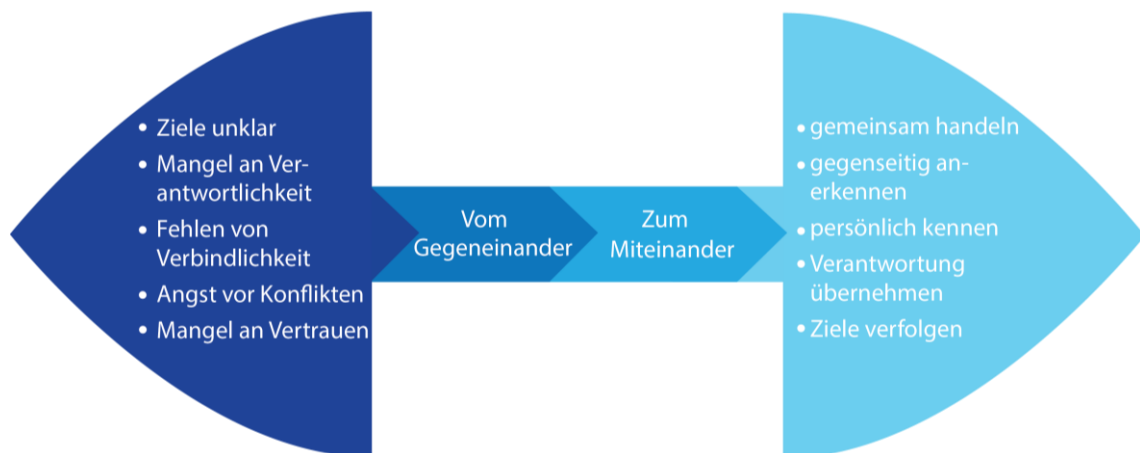 • Ziele unklar
• Mangel an Ver-
antwortlichkeit
• Fehlen von
Verbindlichkeit
• Angst vor Konflikten
• Mangel an Vertrauen
Vom
Gegeneinander
Zum
Miteinander
• gemeinsam handeln
• gegenseitig an-
erkennen
• persönlich kennen
• Verantwortung
übernehmen
• Ziele verfolgen